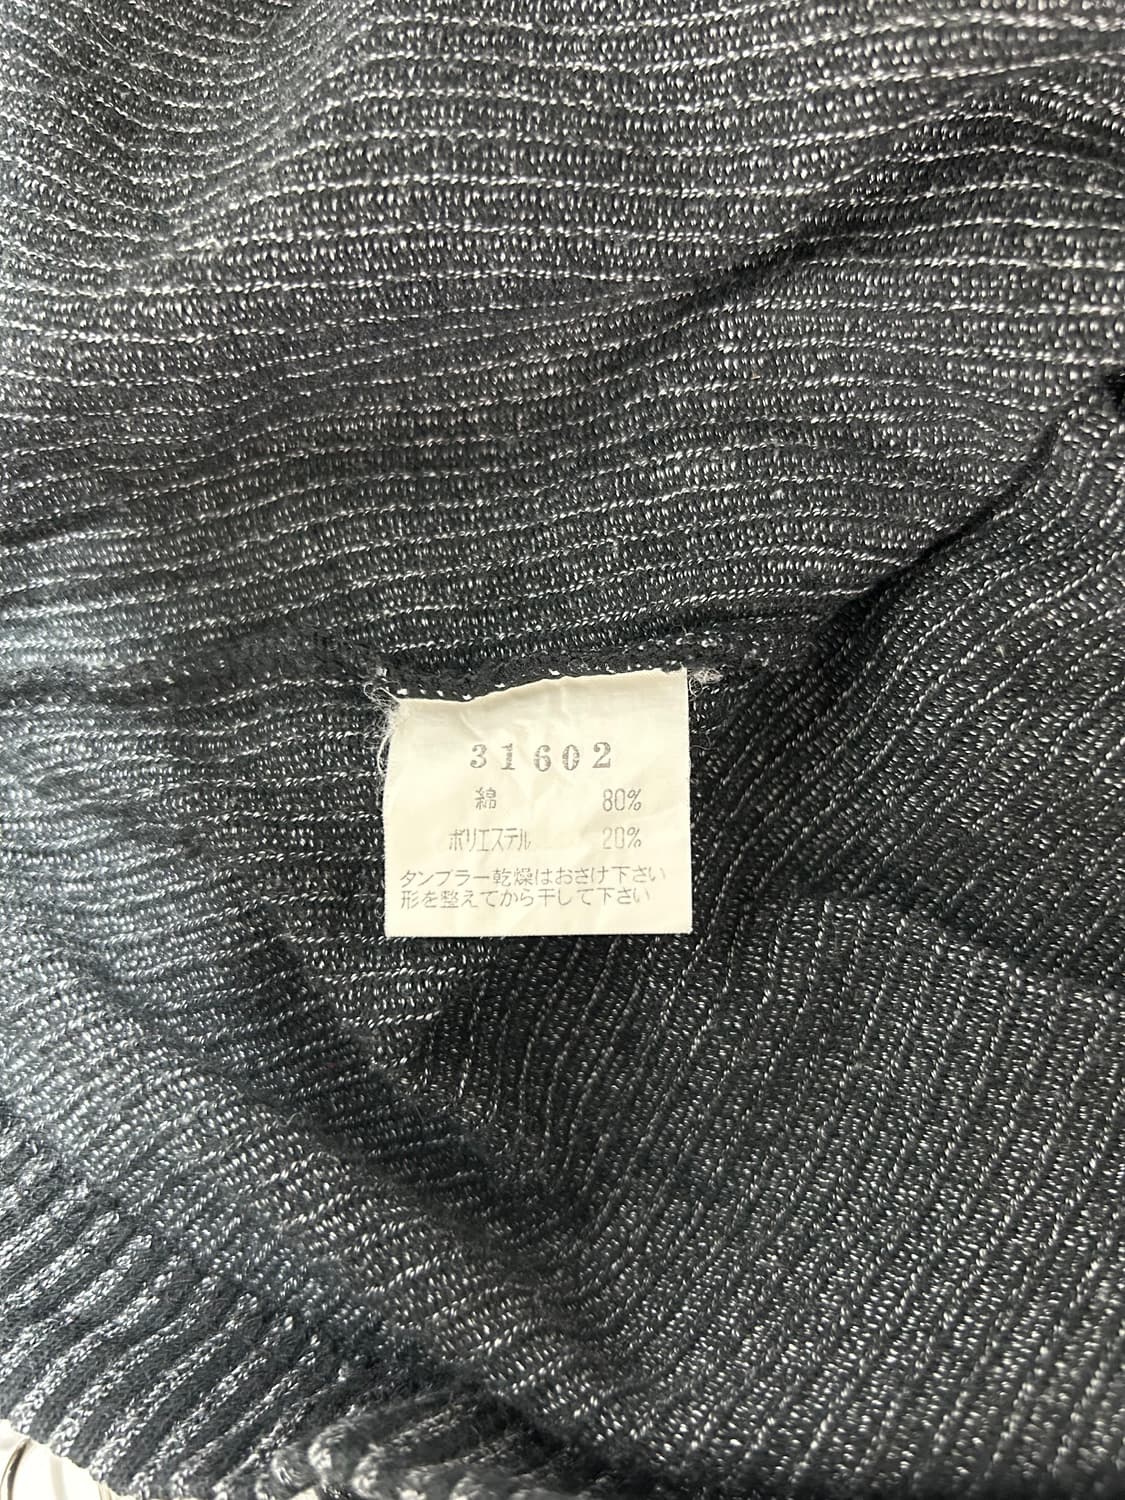 31602
綿 80%
ポリエステル 20%
タンブラー乾燥はおさけ下さい
形を整えてから干して下さい